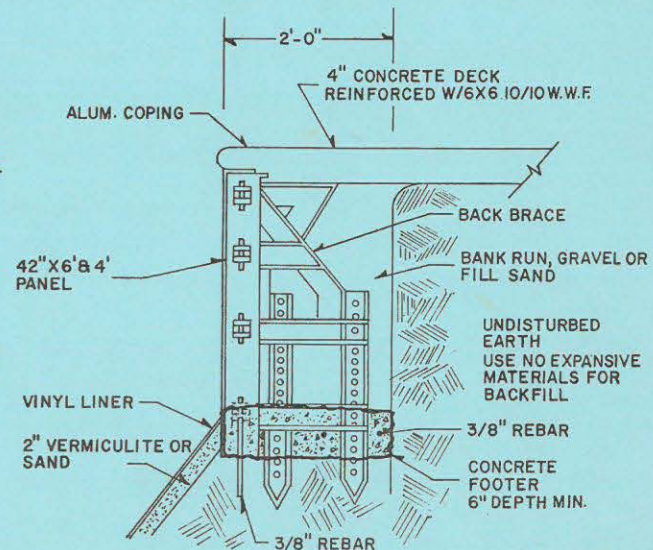 2'-0"
4" CONCRETE DECK
REINFORCED W/6X6 10/10 W.W.F.
ALUM. COPING
BACK BRACE
42" X 6' & 4'
PANEL
BANK RUN, GRAVEL OR
FILL SAND
UNDISTURBED
EARTH
USE NO EXPANSIVE
MATERIALS FOR
BACKFILL
VINYL LINER
2" VERMICULITE OR
SAND
3/8" REBAR
CONCRETE
FOOTER
6" DEPTH MIN.
3/8" REBAR